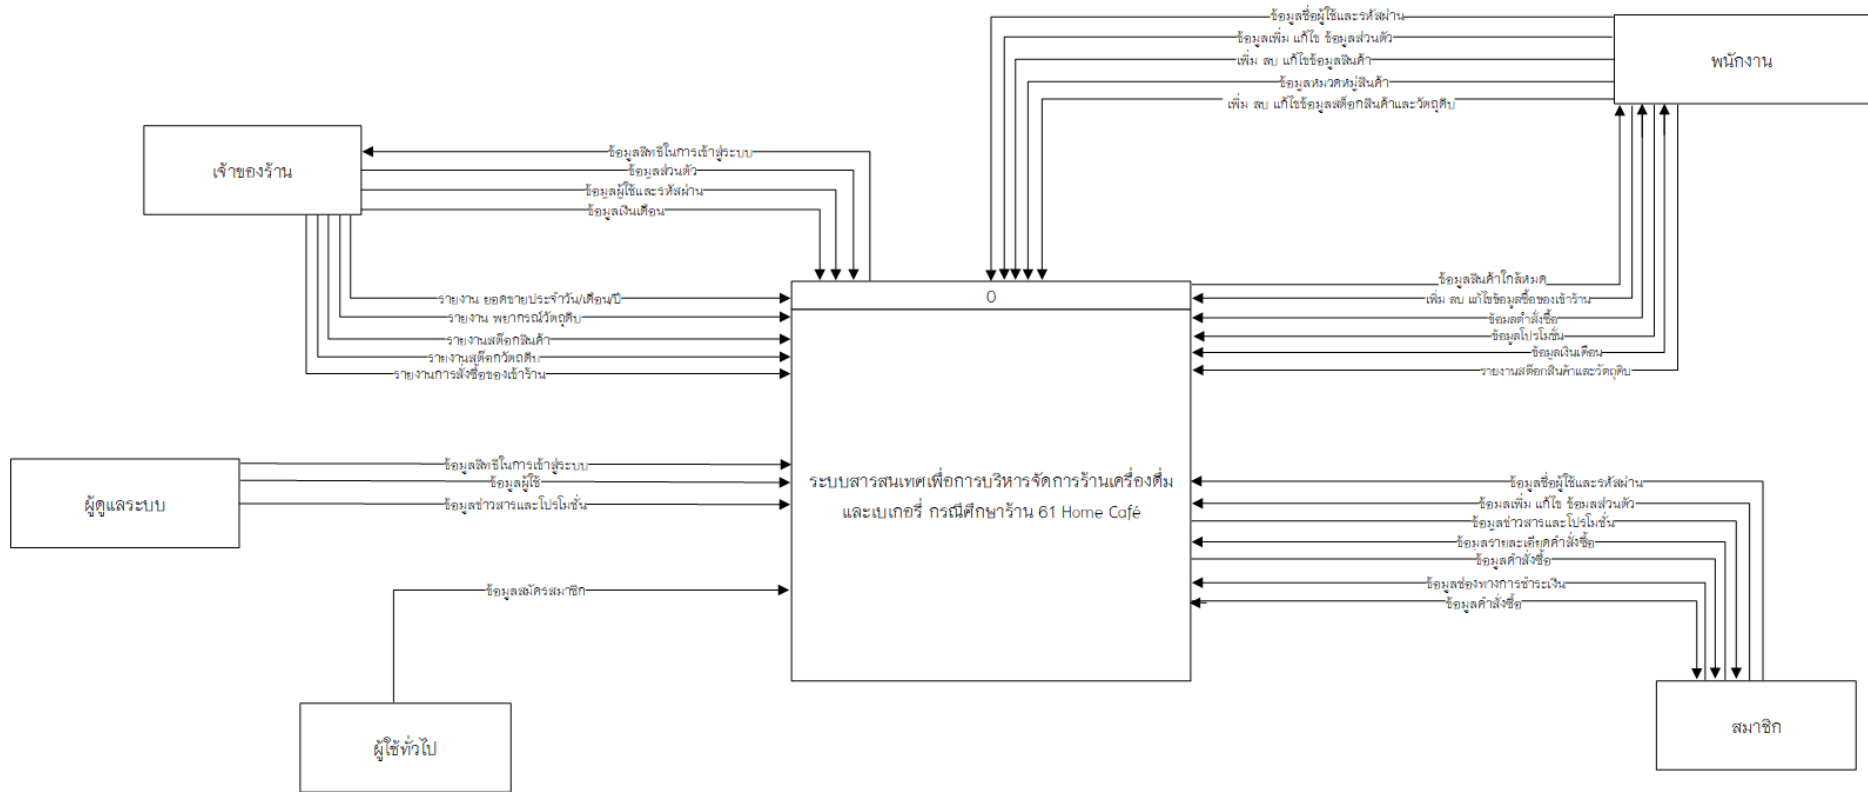 ข้อมูลชื่อผู้ใช้และรหัสผ่าน
ข้อมูลเพิ่ม แก้ไข ข้อมูลส่วนตัว
เพิ่ม ลบ แก้ไขข้อมูลสินค้า
ข้อมูลหมวดหมู่สินค้า
เพิ่ม ลบ แก้ไขข้อมูลสต็อกสินค้าและวัตถุดิบ
พนักงาน
เจ้าของร้าน
ข้อมูลสิทธิในการเข้าสู่ระบบ
ข้อมูลส่วนตัว
ข้อมูลผู้ใช้และรหัสผ่าน
ข้อมูลเงินเดือน
รายงาน ยอดขายประจำวัน/เดือน/ปี
รายงาน พยากรณ์วัตถุดิบ
รายงานสต๊อกสินค้า
รายงานสต๊อกวัตถุดิบ
รายงานการสั่งซื้อของเข้าร้าน
0
ข้อมูลสินค้าใกล้หมด
เพิ่ม ลบ แก้ไขข้อมูลซื้อของเข้าร้าน
ข้อมูลคำสั่งซื้อ
ข้อมูลโปรโมชั่น
ข้อมูลเงินเดือน
รายงานสต๊อกสินค้าและวัตถุดิบ
ผู้ดูแลระบบ
ข้อมูลสิทธิในการเข้าสู่ระบบ
ข้อมูลผู้ใช้
ข้อมูลข่าวสารและโปรโมชั่น
ระบบสารสนเทศเพื่อการบริหารจัดการร้านเครื่องดื่ม
และเบเกอรี่ กรณีศึกษาร้าน 61 Home Café
ข้อมูลชื่อผู้ใช้และรหัสผ่าน
ข้อมูลเพิ่ม แก้ไข ข้อมูลส่วนตัว
ข้อมูลข่าวสารและโปรโมชั่น
ข้อมูลรายละเอียดคำสั่งซื้อ
ข้อมูลคำสั่งซื้อ
ข้อมูลช่องทางการชำระเงิน
ข้อมูลคำสั่งซื้อ
ข้อมูลสมัครสมาชิก
ผู้ใช้ทั่วไป
สมาชิก